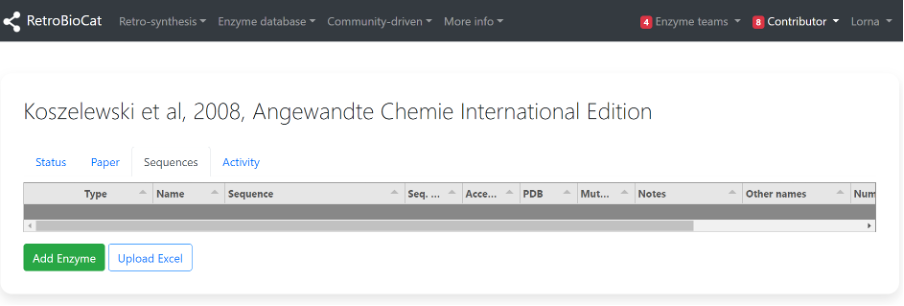 RetroBioCat Retro-synthesis Enzyme database Community-driven More info 4 Enzyme teams 8 Contributor Lorna
Koszelewski et al, 2008, Angewandte Chemie International Edition
Status Paper Sequences Activity
Type Name Sequence Seq. ... Acce... PDB Mut... Notes Other names Num
Add Enzyme Upload Excel